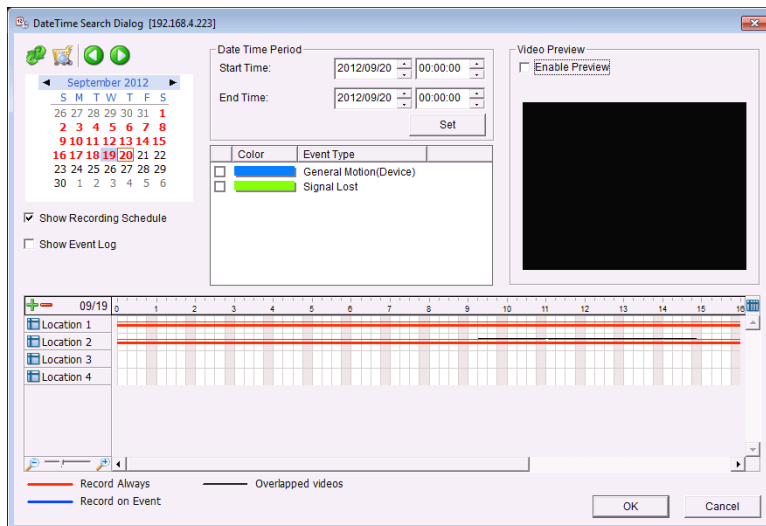 DateTime Search Dialog [192.168.4.223]
Date Time Period
Start Time: 2012/09/20 00:00:00
End Time: 2012/09/20 00:00:00
Set
Video Preview
Enable Preview
September 2012
S M T W T F S
26 27 28 29 30 31 1
2 3 4 5 6 7 8
9 10 11 12 13 14 15
16 17 18 19 20 21 22
23 24 25 26 27 28 29
30 1 2 3 4 5 6
Show Recording Schedule
Show Event Log
Color Event Type
General Motion(Device)
Signal Lost
09/19 0 1 2 3 4 5 6 7 8 9 10 11 12 13 14 15 16
Location 1
Location 2
Location 3
Location 4
Record Always Overlapped videos
Record on Event
OK Cancel